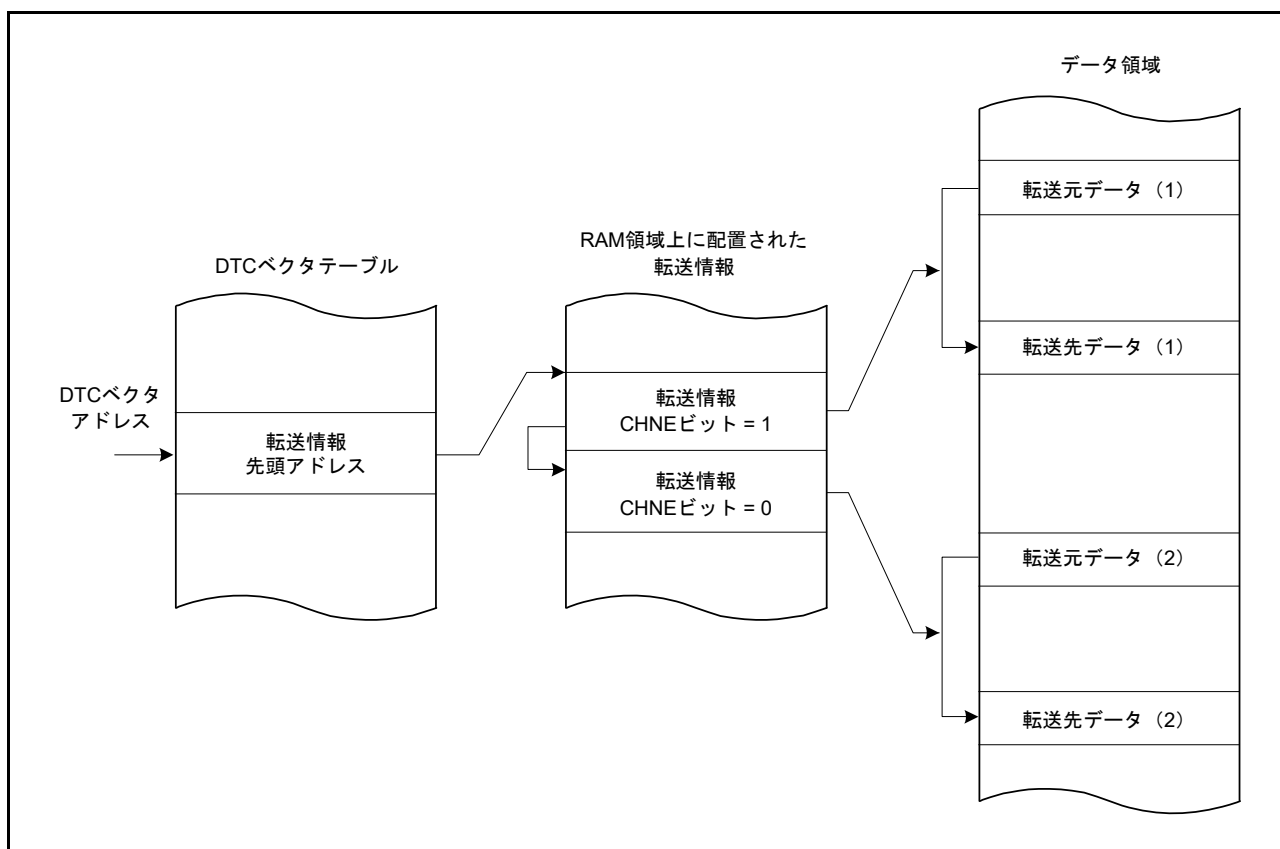 データ領域
転送元データ（1）
RAM領域上に配置された
転送情報
DTCベクタテーブル
転送先データ（1）
DTCベクタ
アドレス
転送情報
CHNEビット = 1
転送情報
先頭アドレス
転送情報
CHNEビット = 0
転送元データ（2）
転送先データ（2）